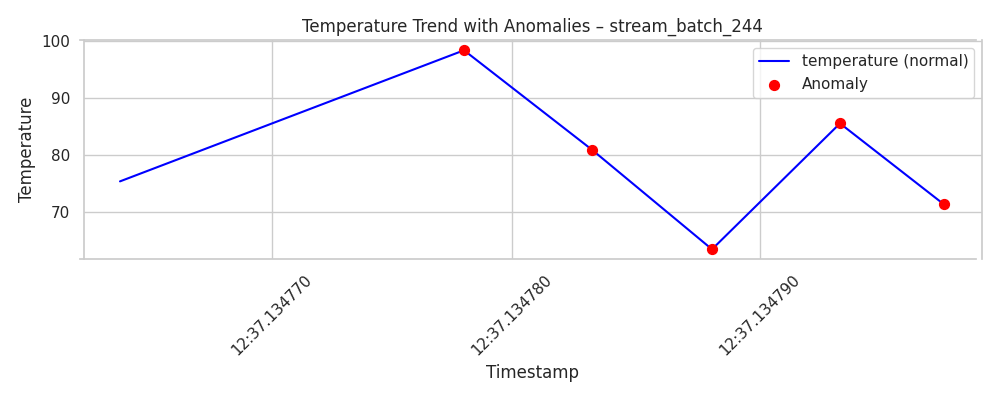 Temperature Trend with Anomalies – stream_batch_244
100
90
80
70
Temperature
temperature (normal)
Anomaly
12:37.134770
12:37.134780
12:37.134790
Timestamp